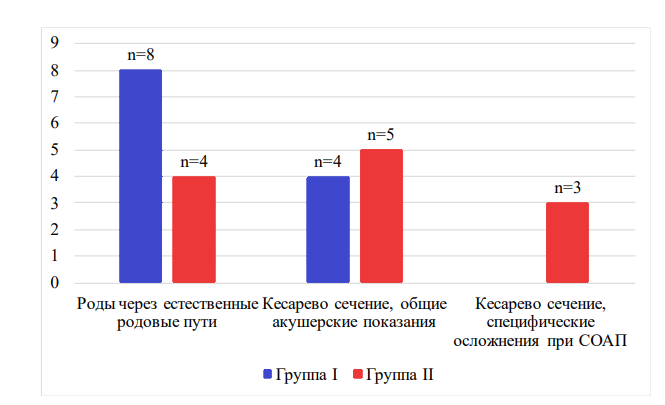 9
8
7
6
5
4
3
2
1
0
n=8
n=4
n=4
n=5
n=3
Роды через естественные
родовые пути
Кесарево сечение, общие
акушерские показания
Кесарево сечение,
специфические
осложнения при СОАП
Группа I
Группа II